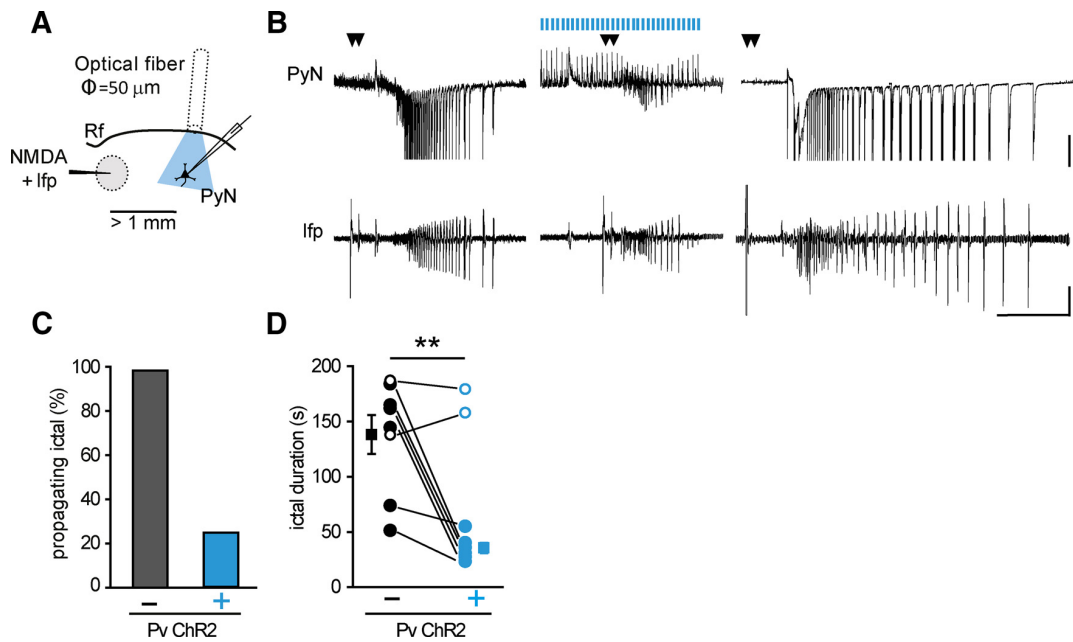 A
Optical fiber
Φ=50 μm
Rf
NMDA
+ lfp
PyN
> 1 mm
B
PyN
lfp
C
propagating ictal (%)
100
80
60
40
20
0
−
+
Pv ChR2
D
**
ictal duration (s)
200
150
100
50
0
−
+
Pv ChR2